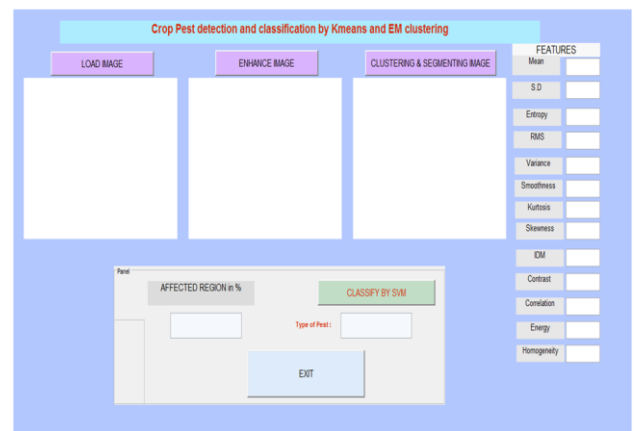 Crop Pest detection and classification by Kmeans and EM clustering
LOAD IMAGE
ENHANCE IMAGE
CLUSTERING & SEGMENTING IMAGE
FEATURES
Mean
S.D
Entropy
RMS
Variance
Smoothness
Kurtosis
Skewness
IDM
Contrast
Correlation
Energy
Homogeneity
Panel
AFFECTED REGION in %
CLASSIFY BY SVM
Type of Pest :
EXIT